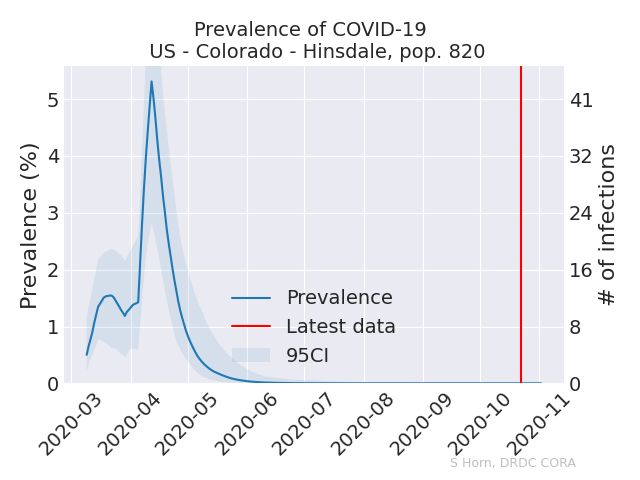 Prevalence of COVID-19
US - Colorado - Hinsdale, pop. 820
Prevalence (%)
5
4
3
2
1
0
41
32
24
16
8
0
# of infections
Prevalence
Latest data
95CI
2020-03
2020-04
2020-05
2020-06
2020-07
2020-08
2020-09
2020-10
2020-11
S Horn, DRDC CORA